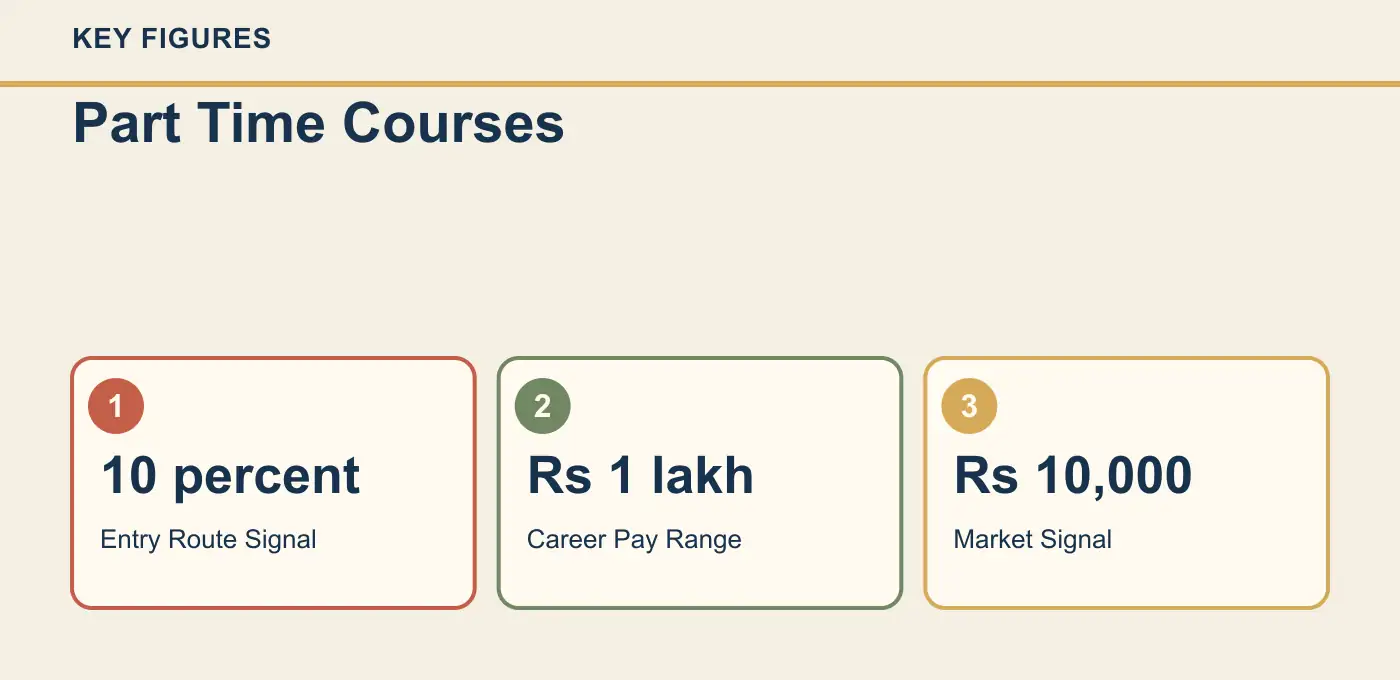 KEY FIGURES
Part Time Courses
1
10 percent
Entry Route Signal
2
Rs 1 lakh
Career Pay Range
3
Rs 10,000
Market Signal